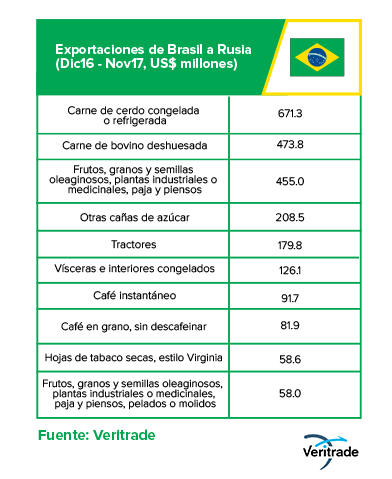 Exportaciones de Brasil a Rusia
(Dic16 - Nov17, US$ millones)
Carne de cerdo congelada
o refrigerada
671.3
Carne de bovino deshuesada
473.8
Frutos, granos y semillas
oleaginosos, plantas industriales o
medicinales, paja y piensos
455.0
Otras cañas de azúcar
208.5
Tractores
179.8
Vísceras e interiores congelados
126.1
Café instantáneo
91.7
Café en grano, sin descafeinar
81.9
Hojas de tabaco secas, estilo Virginia
58.6
Frutos, granos y semillas oleaginosos,
plantas industriales o medicinales,
paja y piensos, pelados o molidos
58.0
Fuente: Veritrade
Veritrade